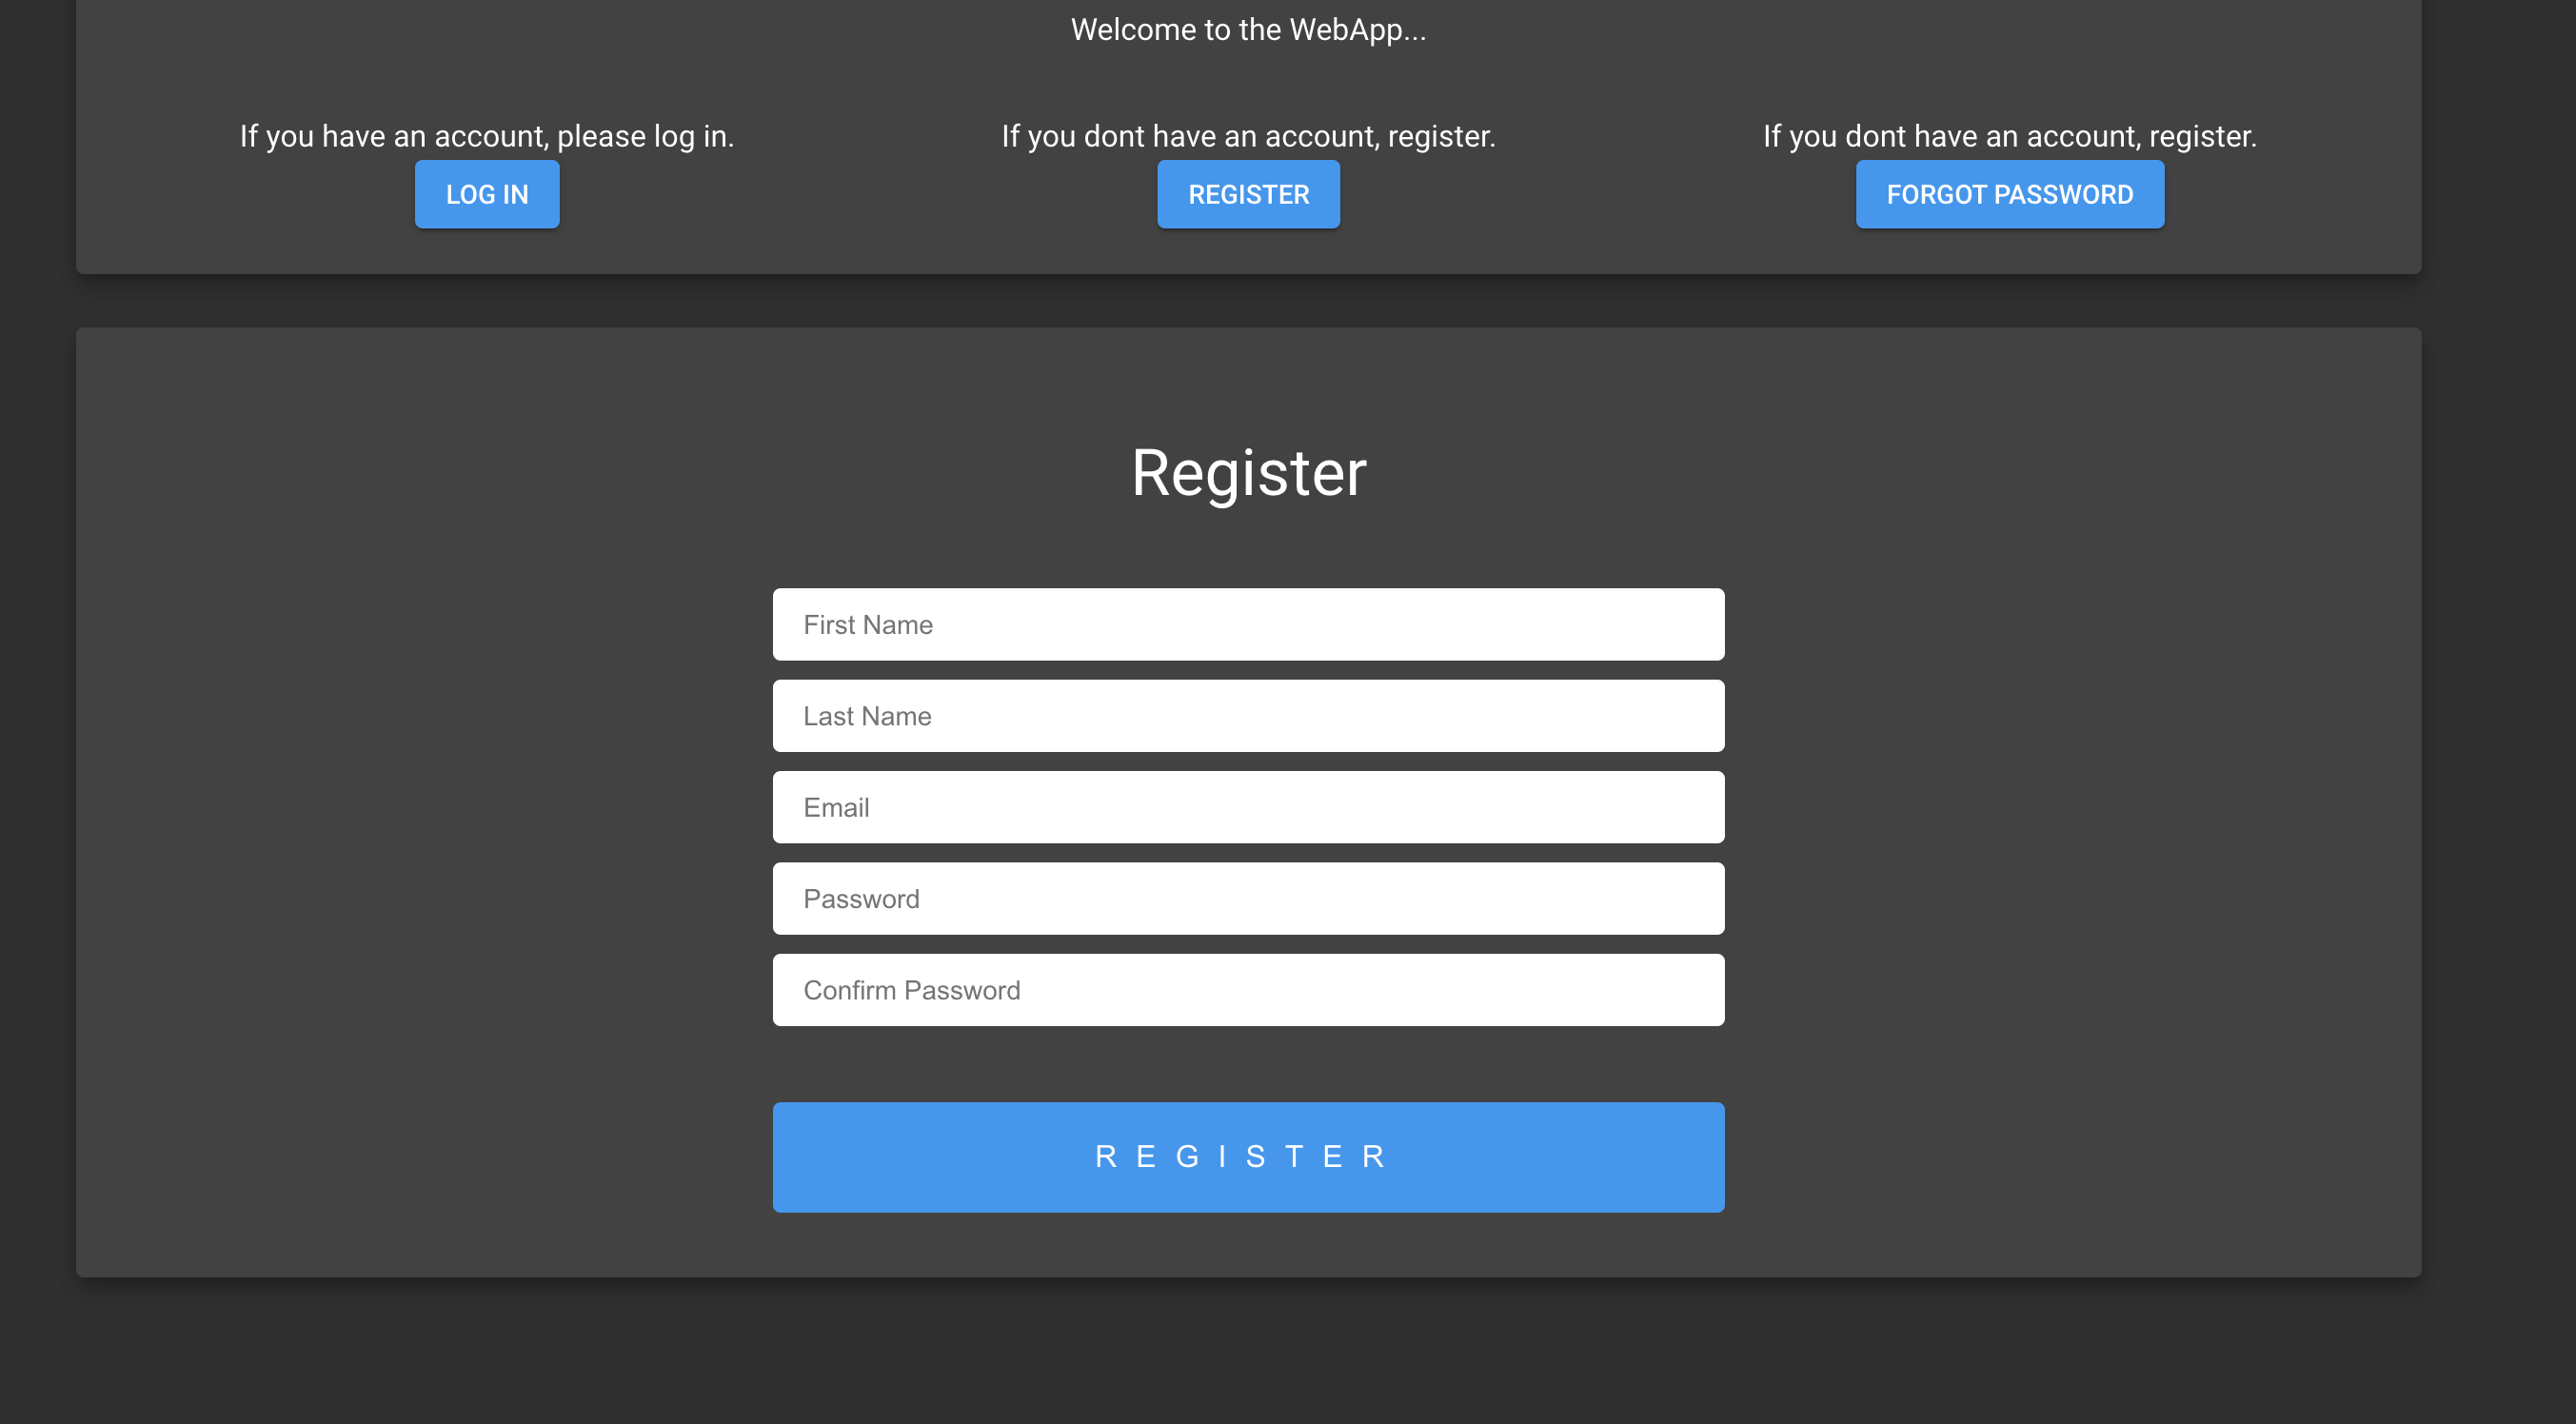 Welcome to the WebApp...
If you have an account, please log in.
LOG IN
If you dont have an account, register.
REGISTER
If you dont have an account, register.
FORGOT PASSWORD
Register
First Name
Last Name
Email
Password
Confirm Password
REGISTER